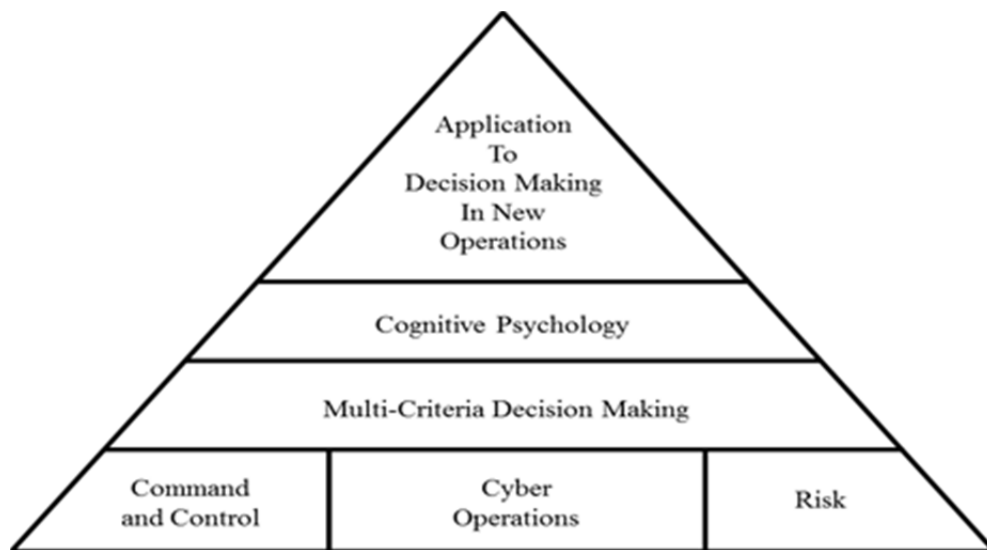 Application
To
Decision Making
In New
Operations
Cognitive Psychology
Multi-Criteria Decision Making
Command
and Control
Cyber
Operations
Risk